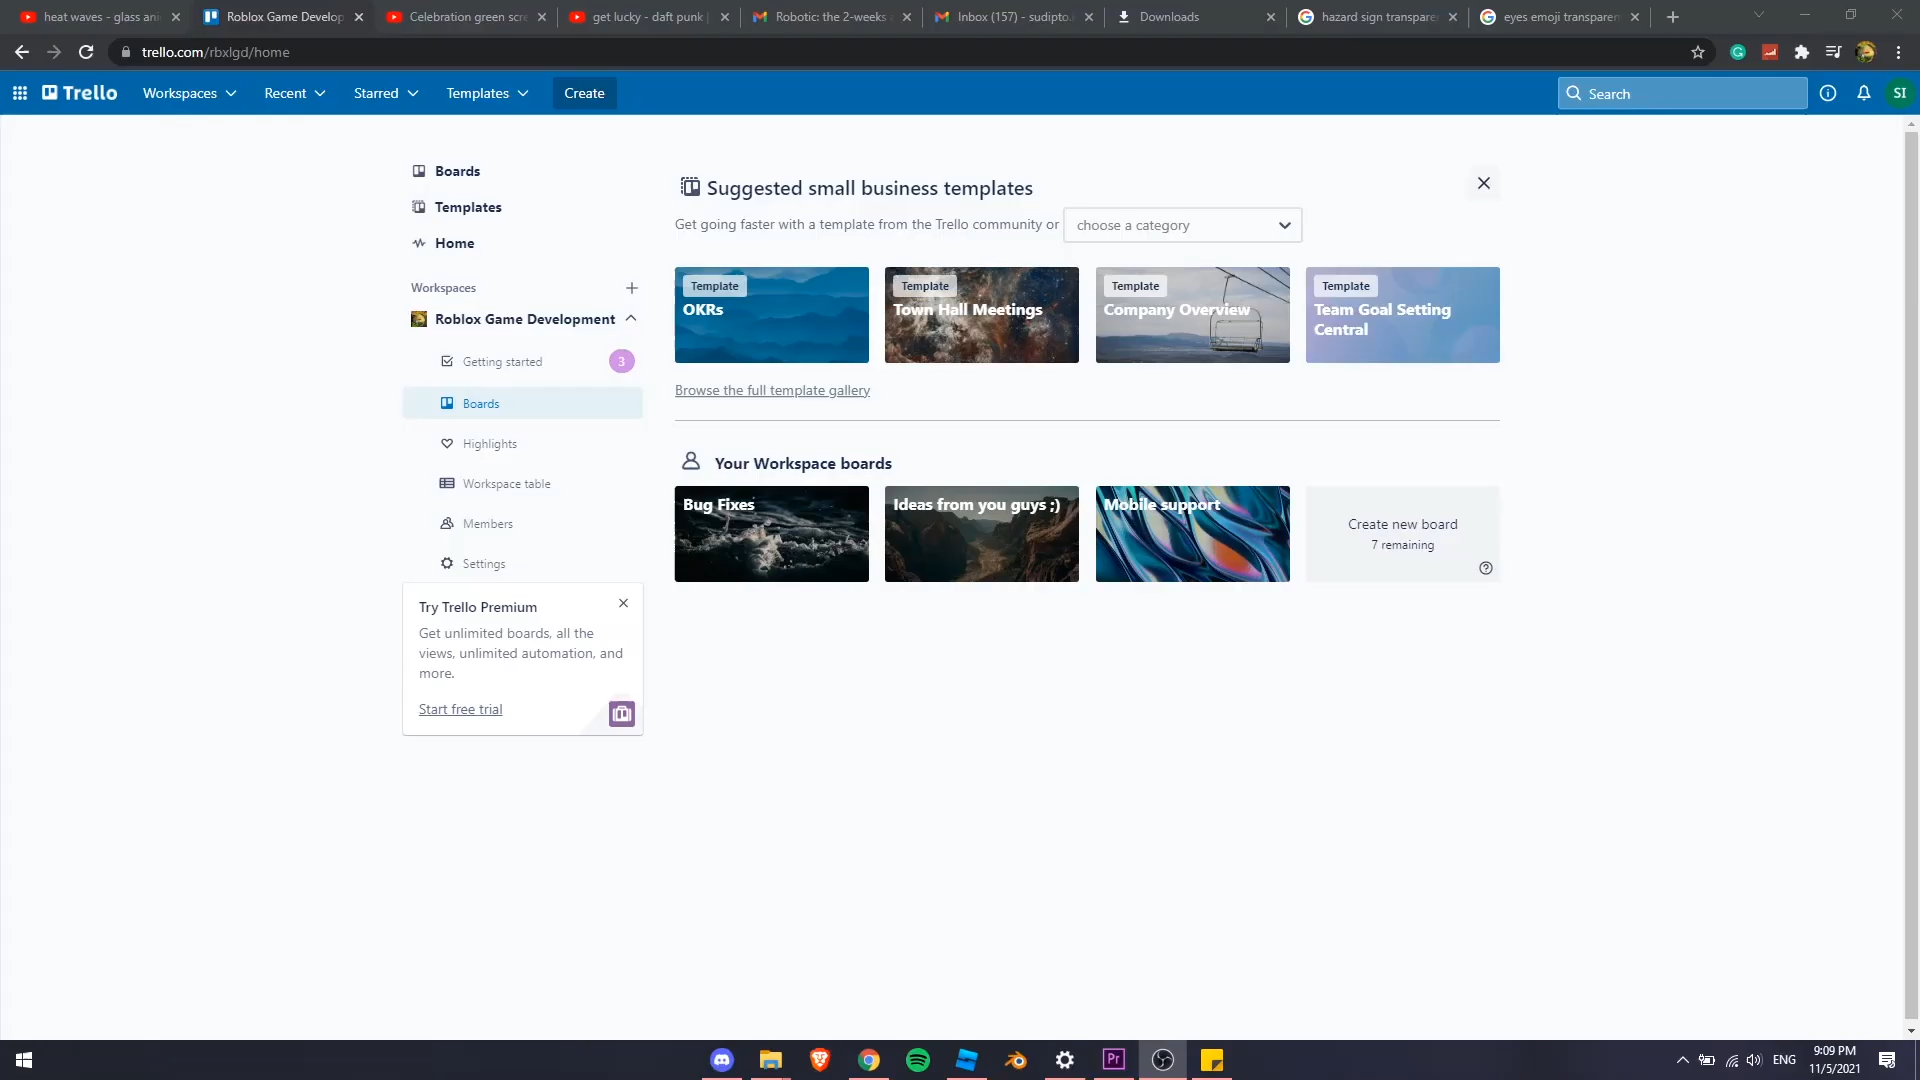 heat waves - glass ani
Roblox Game Develop
Celebration green scre
get lucky - daft punk
Robotic: the 2-weeks a
Inbox (157) - sudipto.
Downloads
hazard sign transpare
eyes emoji transparen
trello.com/rbxlgd/home
Trello
Workspaces
Recent
Starred
Templates
Create
Search
SI
Boards
Templates
Home
Workspaces
Roblox Game Development
Getting started
3
Boards
Highlights
Workspace table
Members
Settings
Try Trello Premium
Get unlimited boards, all the
views, unlimited automation, and
more.
Start free trial
Suggested small business templates
Get going faster with a template from the Trello community or
choose a category
Template
OKRs
Template
Town Hall Meetings
Template
Company Overview
Template
Team Goal Setting
Central
Browse the full template gallery
Your Workspace boards
Bug Fixes
Ideas from you guys ;)
Mobile support
Create new board
7 remaining
Pr
ENG
9:09 PM
11/5/2021